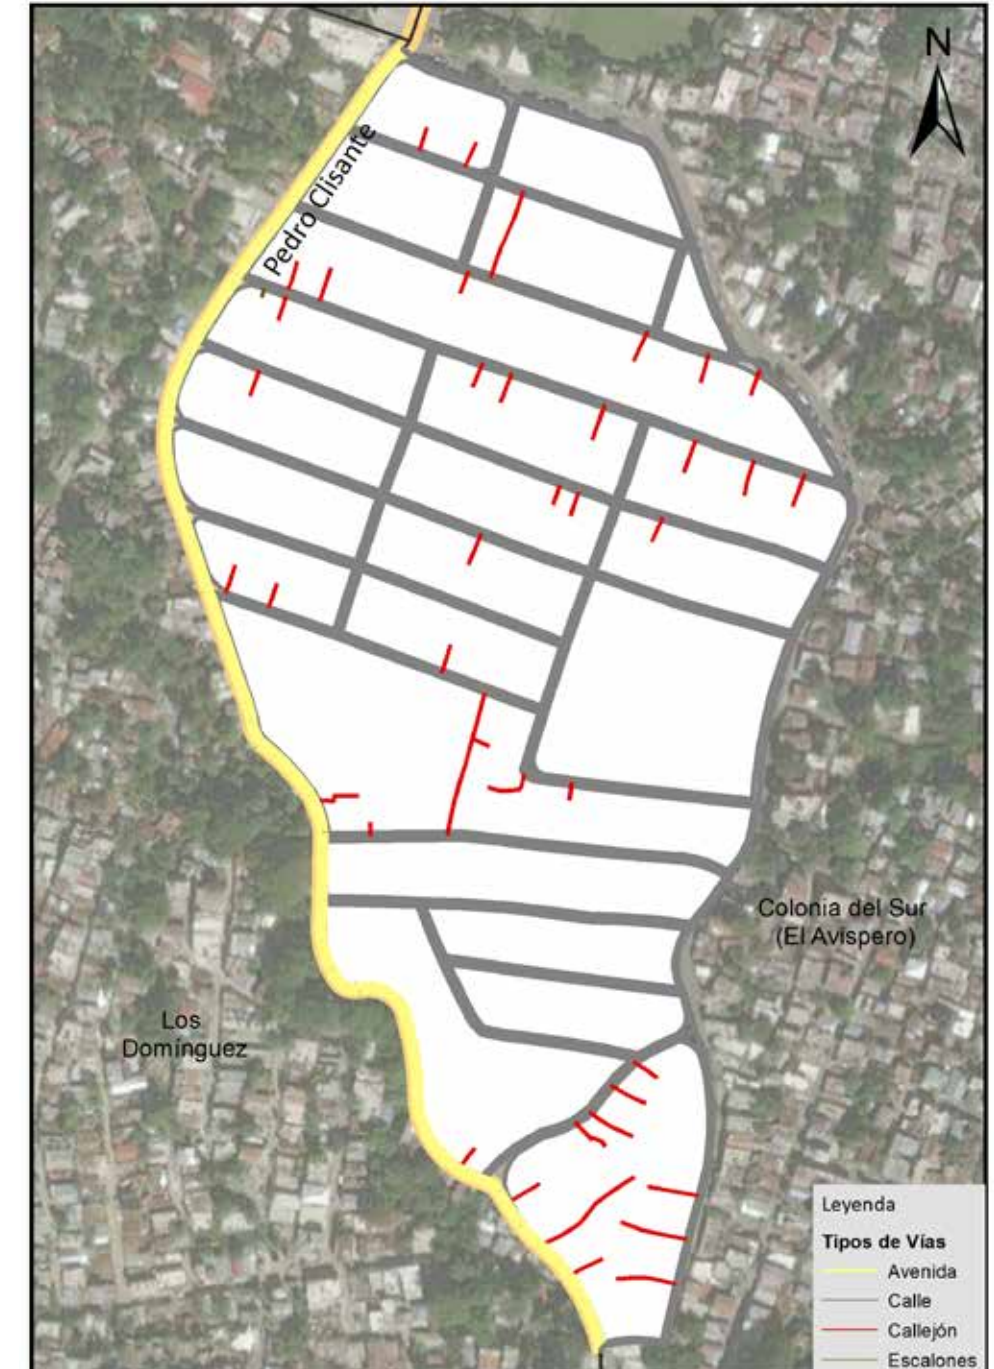 N
Pedro Clisante
Colonia del Sur
(El Avispero)
Los
Domínguez
Leyenda
Tipos de Vías
Avenida
Calle
Callejón
Escalones